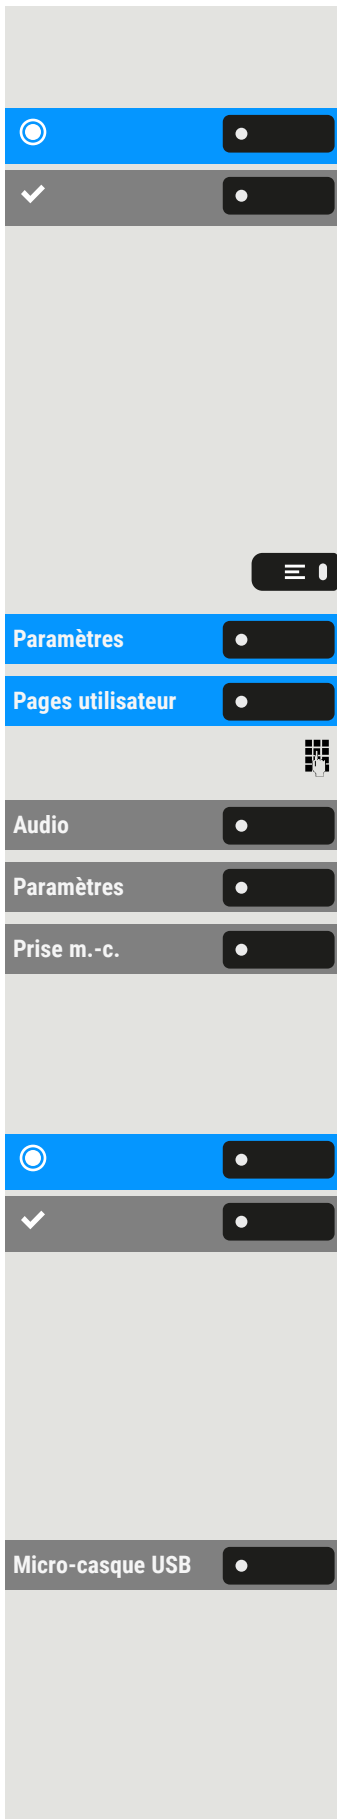 Paramètres
Pages utilisateur
Audio
Paramètres
Prise m.-c.
Micro-casque USB